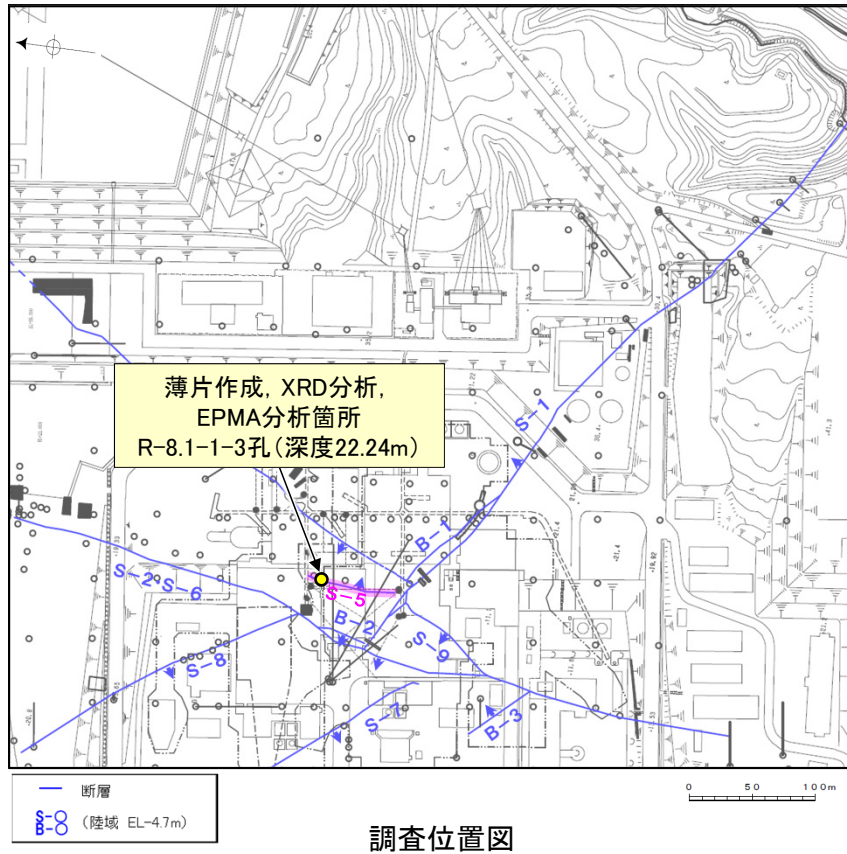 薄片作成, XRD分析,
EPMA分析箇所
R-8.1-1-3孔(深度22.24m)
S-1
B-1
S-5
S-2・S-6
B-2
S-9
S-8
S-7
B-3
断層
S-○
B-○
(陸域 EL-4.7m)
0 50 100m
調査位置図